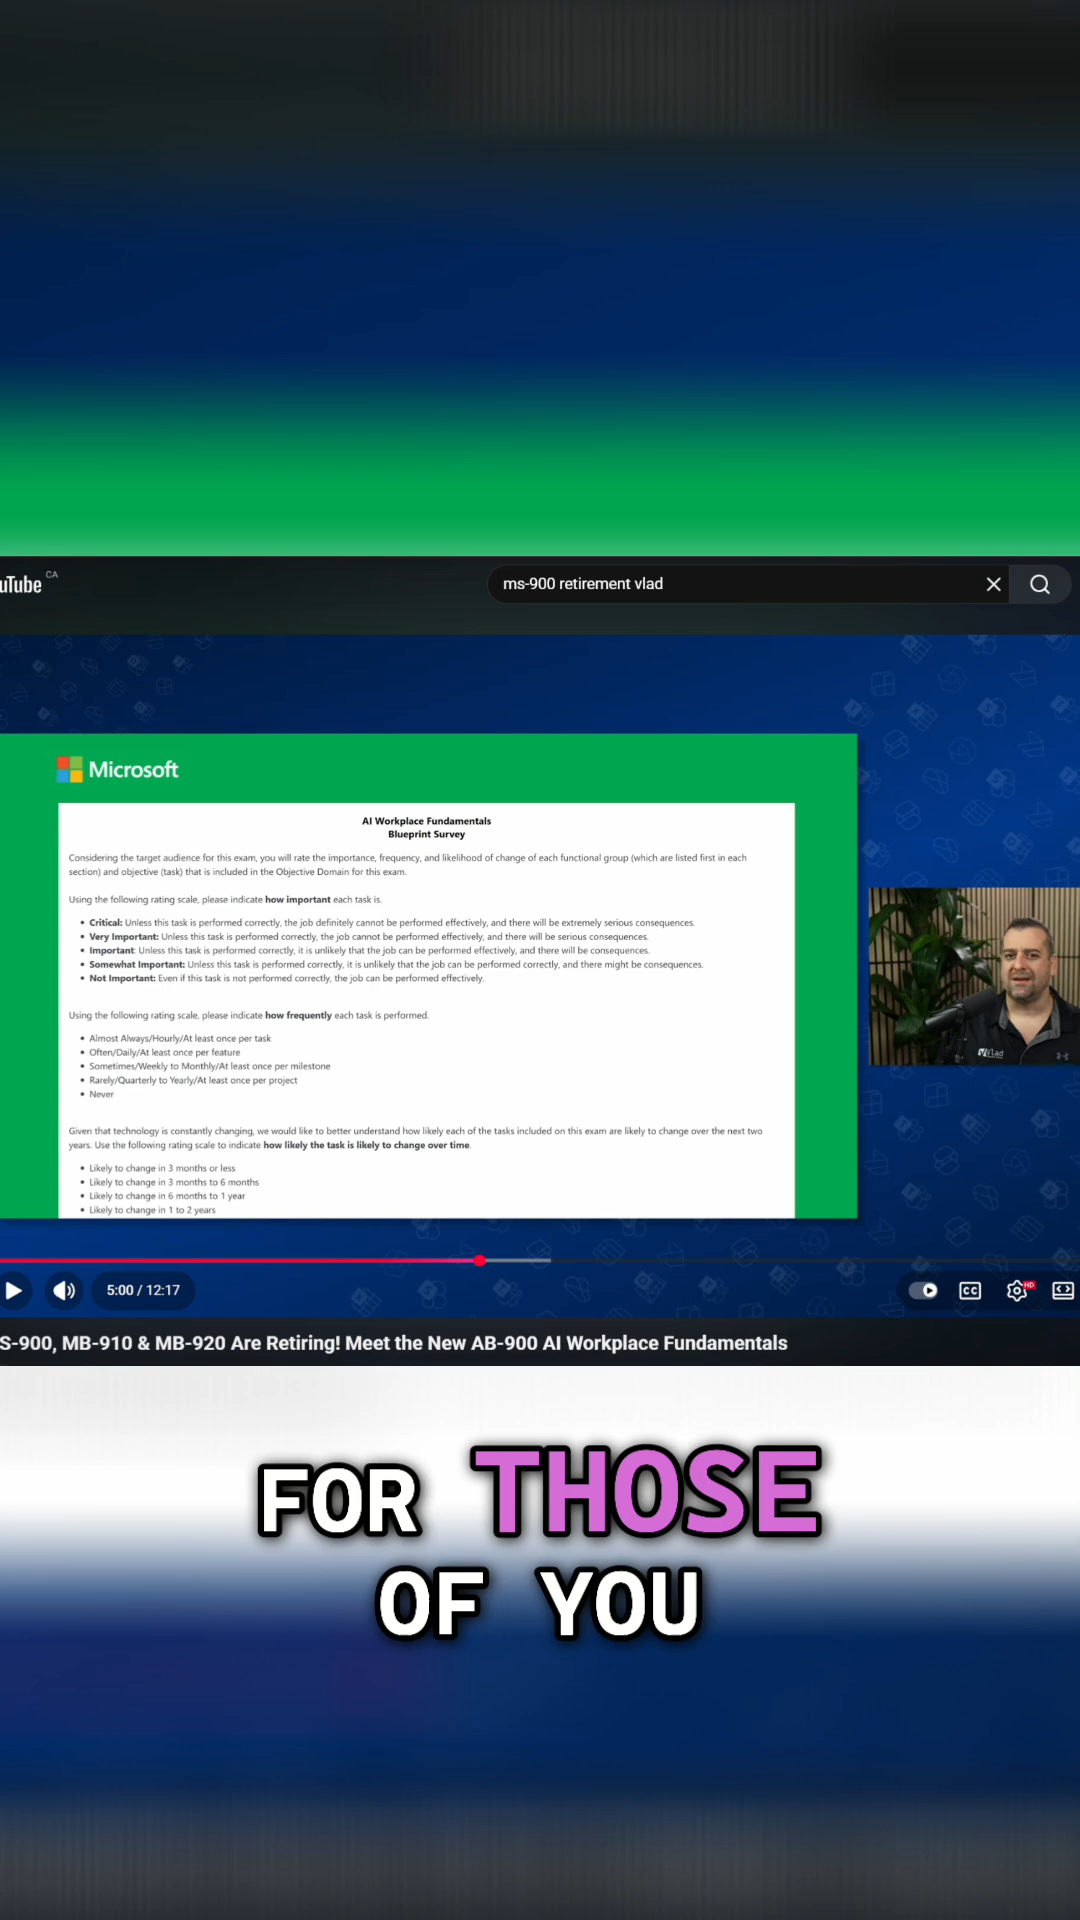 uTube CA
ms-900 retirement vlad
Microsoft
AI Workplace Fundamentals
Blueprint Survey
Considering the target audience for this exam, you will rate the importance, frequency, and likelihood of change of each functional group (which are listed first in each
section) and objective (task) that is included in the Objective Domain for this exam.
Using the following rating scale, please indicate how important each task is.
• Critical: Unless this task is performed correctly, the job definitely cannot be performed effectively, and there will be extremely serious consequences.
• Very Important: Unless this task is performed correctly, the job cannot be performed effectively, and there will be serious consequences.
• Important: Unless this task is performed correctly, it is unlikely that the job can be performed effectively, and there will be consequences.
• Somewhat Important: Unless this task is performed correctly, it is unlikely that the job can be performed correctly, and there might be consequences.
• Not Important: Even if this task is not performed correctly, the job can be performed effectively.
Using the following rating scale, please indicate how frequently each task is performed.
• Almost Always/Hourly/At least once per task
• Often/Daily/At least once per feature
• Sometimes/Weekly to Monthly/At least once per milestone
• Rarely/Quarterly to Yearly/At least once per project
• Never
Given that technology is constantly changing, we would like to better understand how likely each of the tasks included on this exam are likely to change over the next two
years. Use the following rating scale to indicate how likely the task is likely to change over time.
• Likely to change in 3 months or less
• Likely to change in 3 months to 6 months
• Likely to change in 6 months to 1 year
• Likely to change in 1 to 2 years
Vlad
5:00 / 12:17
CC
HD
S-900, MB-910 & MB-920 Are Retiring! Meet the New AB-900 AI Workplace Fundamentals
FOR THOSE
OF YOU